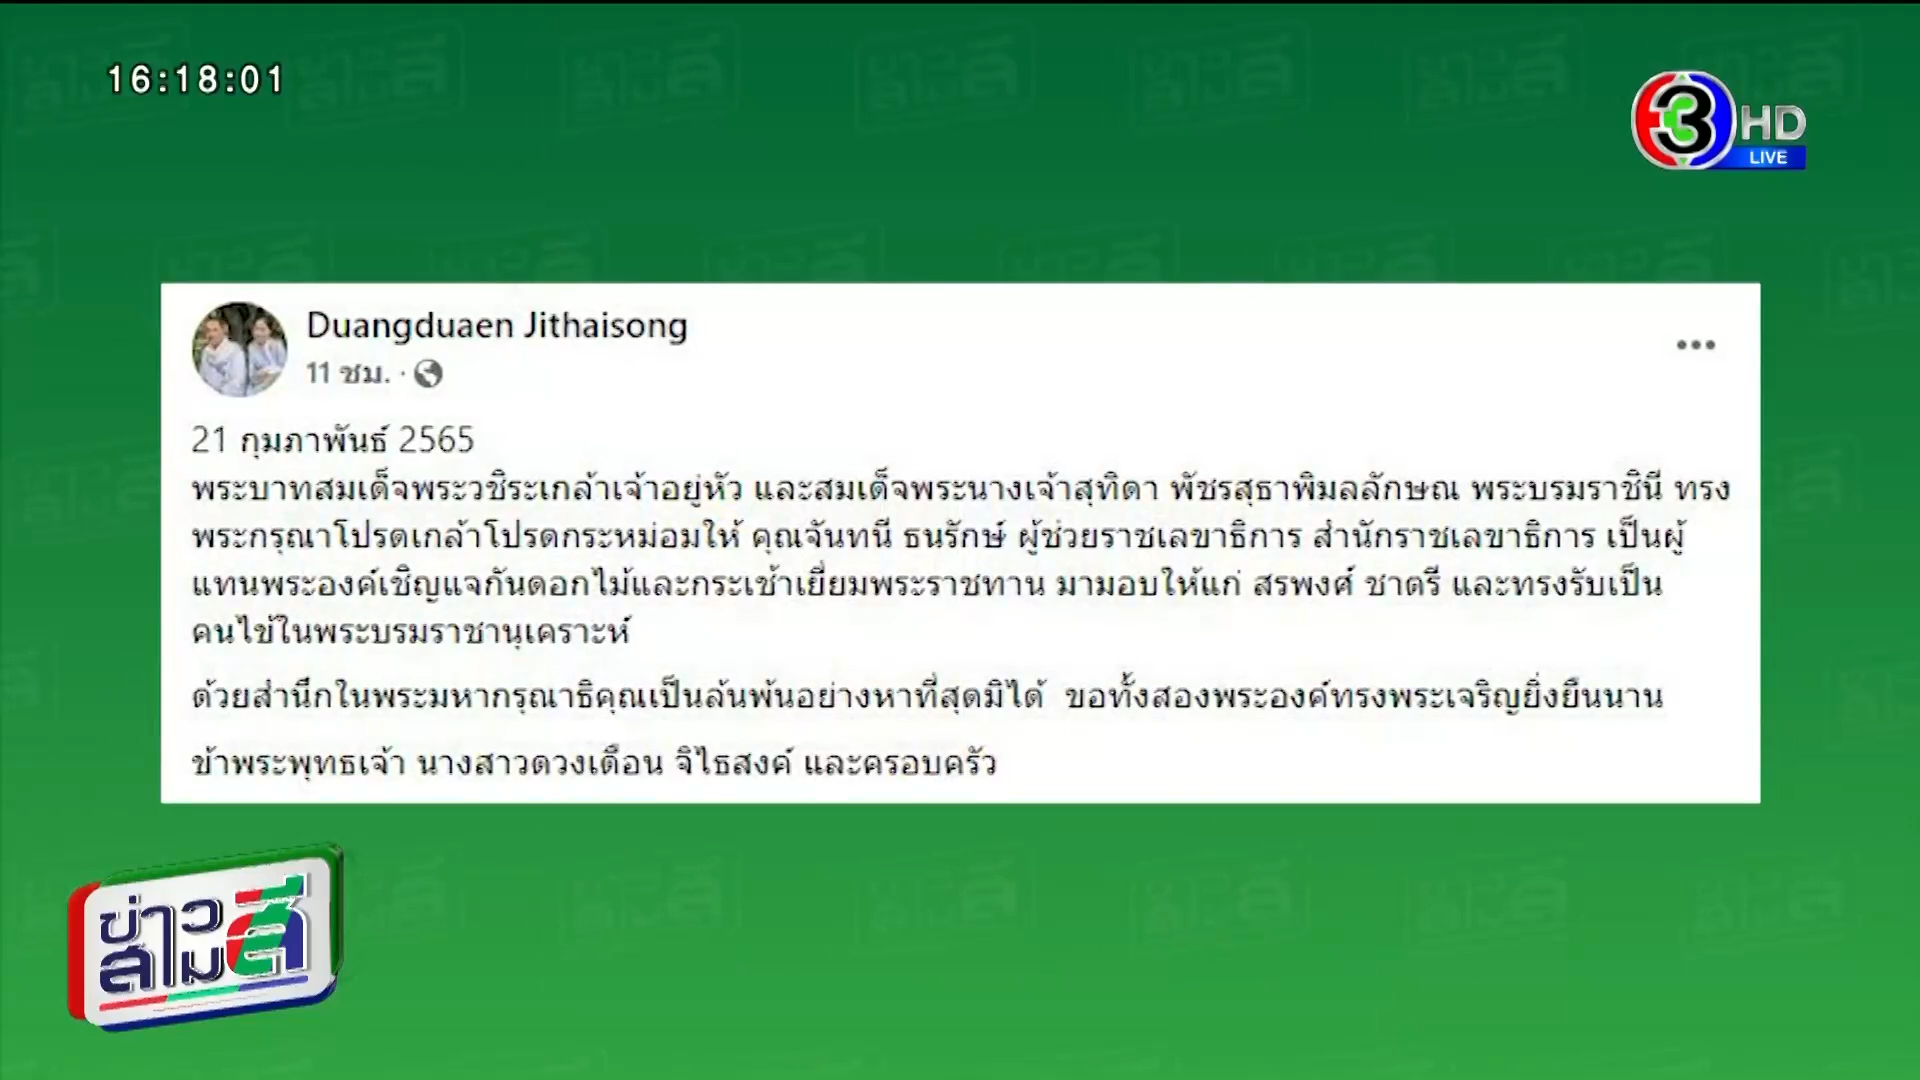 16:18:01
3 HD
LIVE
Duangduaen Jithaisong
11 ชม. ·
21 กุมภาพันธ์ 2565
พระบาทสมเด็จพระวชิระเกล้าเจ้าอยู่หัว และสมเด็จพระนางเจ้าสุทิดา พัชรสุธาพิมลลักษณ พระบรมราชินี ทรง
พระกรุณาโปรดเกล้าโปรดกระหม่อมให้ คุณจันทนี ธนรักษ์ ผู้ช่วยราชเลขาธิการ สำนักราชเลขาธิการ เป็นผู้
แทนพระองค์เชิญแจกันดอกไม้และกระเช้าเยี่ยมพระราชทาน มามอบให้แก่ สรพงศ์ ชาตรี และทรงรับเป็น
คนไข้ในพระบรมราชานุเคราะห์
ด้วยสำนึกในพระมหากรุณาธิคุณเป็นล้นพ้นอย่างหาที่สุดมิได้ ขอทั้งสองพระองค์ทรงพระเจริญยิ่งยืนนาน
ข้าพระพุทธเจ้า นางสาวดวงเดือน จิไธสงค์ และครอบครัว
ข่าว
3 สี
สามสี